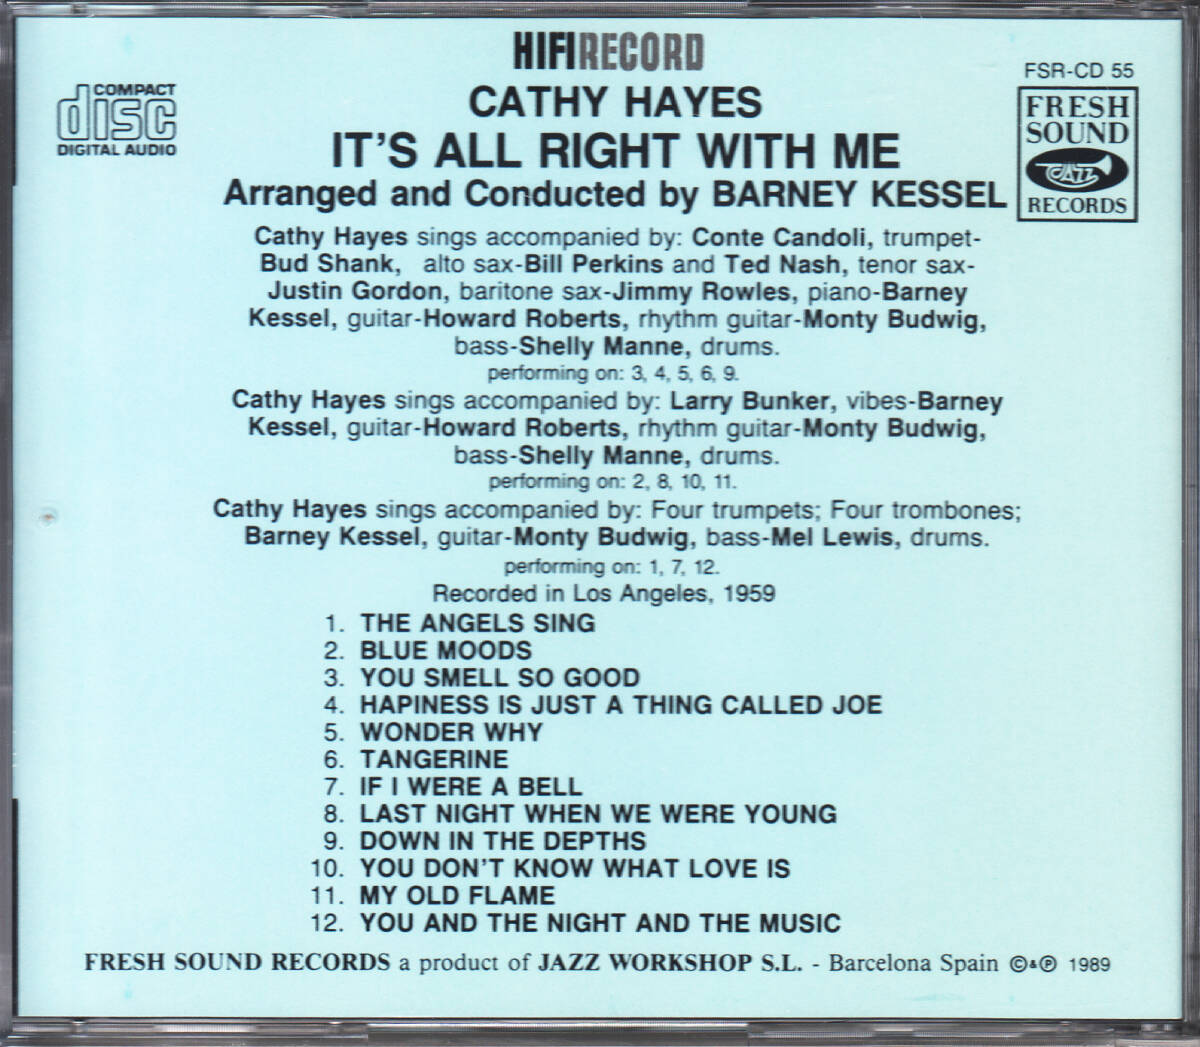 HIFIRECORD
COMPACT
disc
DIGITAL AUDIO
FSR-CD 55
FRESH
SOUND
JAZZ
RECORDS
CATHY HAYES
IT'S ALL RIGHT WITH ME
Arranged and Conducted by BARNEY KESSEL
Cathy Hayes sings accompanied by: Conte Candoli, trumpet-
Bud Shank, alto sax-Bill Perkins and Ted Nash, tenor sax-
Justin Gordon, baritone sax-Jimmy Rowles, piano-Barney
Kessel, guitar-Howard Roberts, rhythm guitar-Monty Budwig,
bass-Shelly Manne, drums.
performing on: 3, 4, 5, 6, 9.
Cathy Hayes sings accompanied by: Larry Bunker, vibes-Barney
Kessel, guitar-Howard Roberts, rhythm guitar-Monty Budwig,
bass-Shelly Manne, drums.
performing on: 2, 8, 10, 11.
Cathy Hayes sings accompanied by: Four trumpets; Four trombones;
Barney Kessel, guitar-Monty Budwig, bass-Mel Lewis, drums.
performing on: 1, 7, 12.
Recorded in Los Angeles, 1959
1. THE ANGELS SING
2. BLUE MOODS
3. YOU SMELL SO GOOD
4. HAPINESS IS JUST A THING CALLED JOE
5. WONDER WHY
6. TANGERINE
7. IF I WERE A BELL
8. LAST NIGHT WHEN WE WERE YOUNG
9. DOWN IN THE DEPTHS
10. YOU DON'T KNOW WHAT LOVE IS
11. MY OLD FLAME
12. YOU AND THE NIGHT AND THE MUSIC
FRESH SOUND RECORDS a product of JAZZ WORKSHOP S.L. - Barcelona Spain ©&℗ 1989